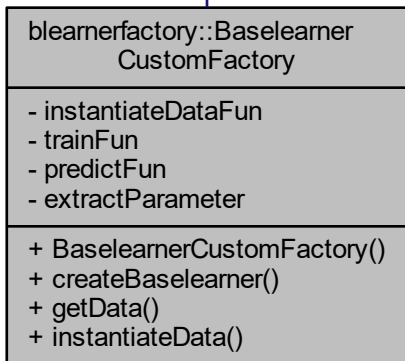 blearnerfactory::Baselearner
CustomFactory
- instantiateDataFun
- trainFun
- predictFun
- extractParameter
+ BaselearnerCustomFactory()
+ createBaselearner()
+ getData()
+ instantiateData()